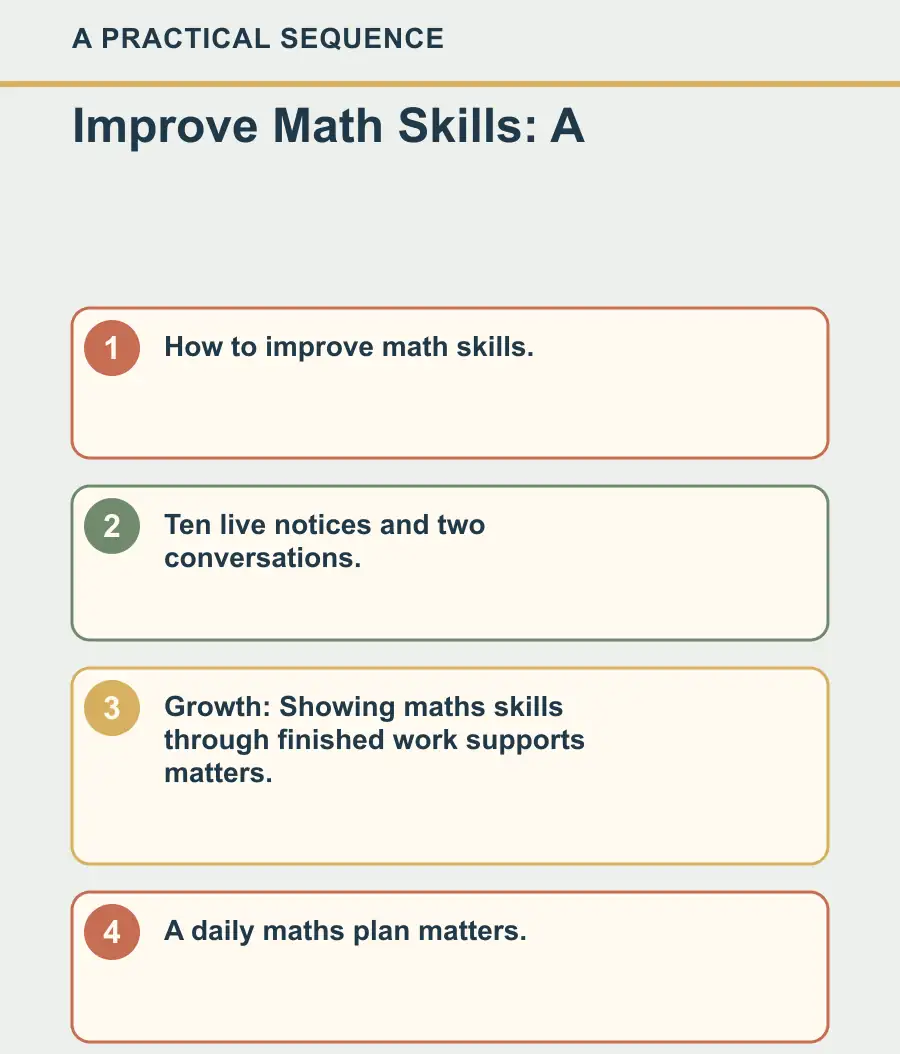 A PRACTICAL SEQUENCE
Improve Math Skills: A
1
How to improve math skills.
2
Ten live notices and two
conversations.
3
Growth: Showing maths skills
through finished work supports
matters.
4
A daily maths plan matters.